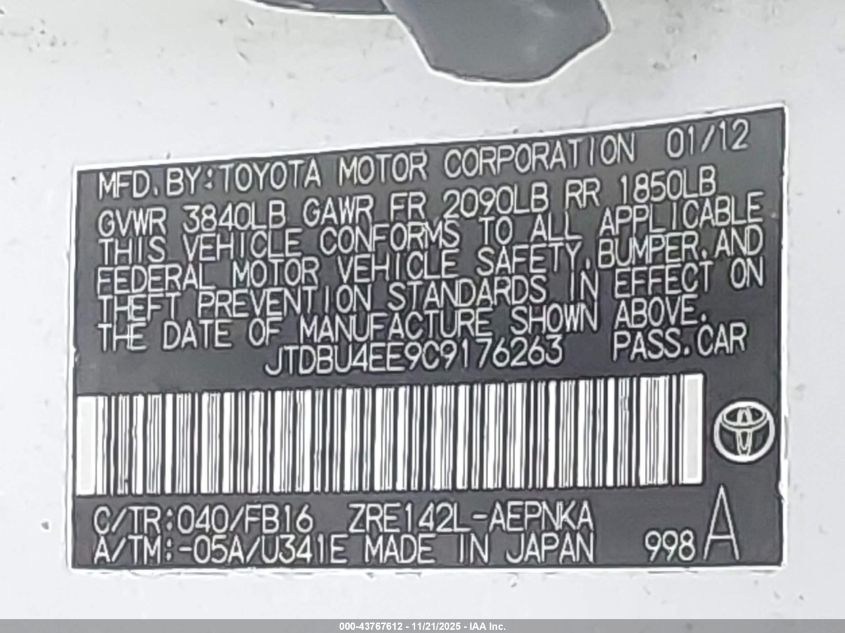 MFD. BY: TOYOTA MOTOR CORPORATION 01/12
GVWR 3840LB GAWR FR 2090LB RR 1850LB
THIS VEHICLE CONFORMS TO ALL APPLICABLE
FEDERAL MOTOR VEHICLE SAFETY, BUMPER, AND
THEFT PREVENTION STANDARDS IN EFFECT ON
THE DATE OF MANUFACTURE SHOWN ABOVE.
JTDBU4EE9C9176263 PASS. CAR
C/TR:040/FB16 ZRE142L-AEPNKA
A/TM:-05A/U341E MADE IN JAPAN 998 A
000-43767612 - 11/21/2025 - IAA Inc.